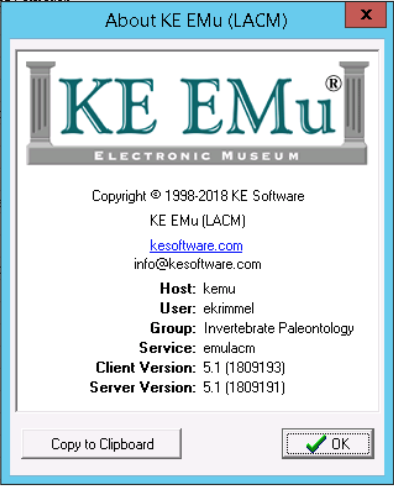 About KE EMu (LACM)
x
KE EMu®
ELECTRONIC MUSEUM
Copyright © 1998-2018 KE Software
KE EMu (LACM)
kesoftware.com
info@kesoftware.com
Host: kemu
User: ekrimmel
Group: Invertebrate Paleontology
Service: emulacm
Client Version: 5.1 (1809193)
Server Version: 5.1 (1809191)
Copy to Clipboard
OK